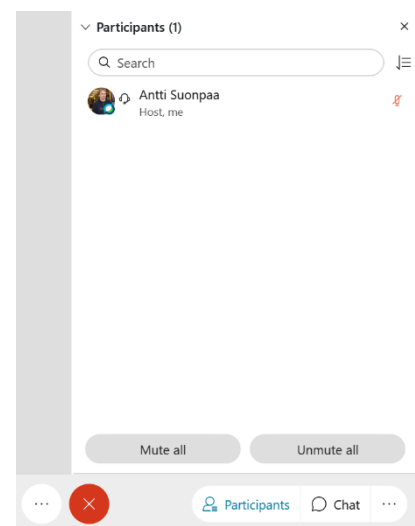 Participants (1)
Search
Antti Suonpaa
Host, me
Mute all
Unmute all
Participants
Chat